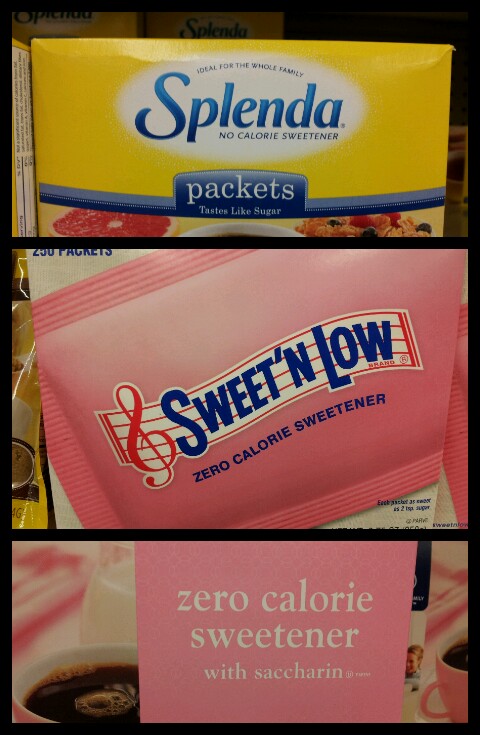 Splenda
IDEAL FOR THE WHOLE FAMILY
Splenda®
NO CALORIE SWEETENER
packets
Tastes Like Sugar
250 PACKETS
SWEET'N LOW
BRAND ®
ZERO CALORIE SWEETENER
Each packet as sweet
as 2 tsp. sugar.
zero calorie
sweetener
with saccharin